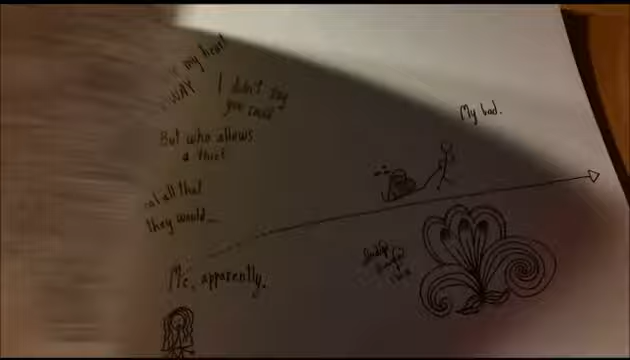 my heart
I didn't say
you could
But who allows
a thief
all that
they would...
My bad.
Me, apparently.